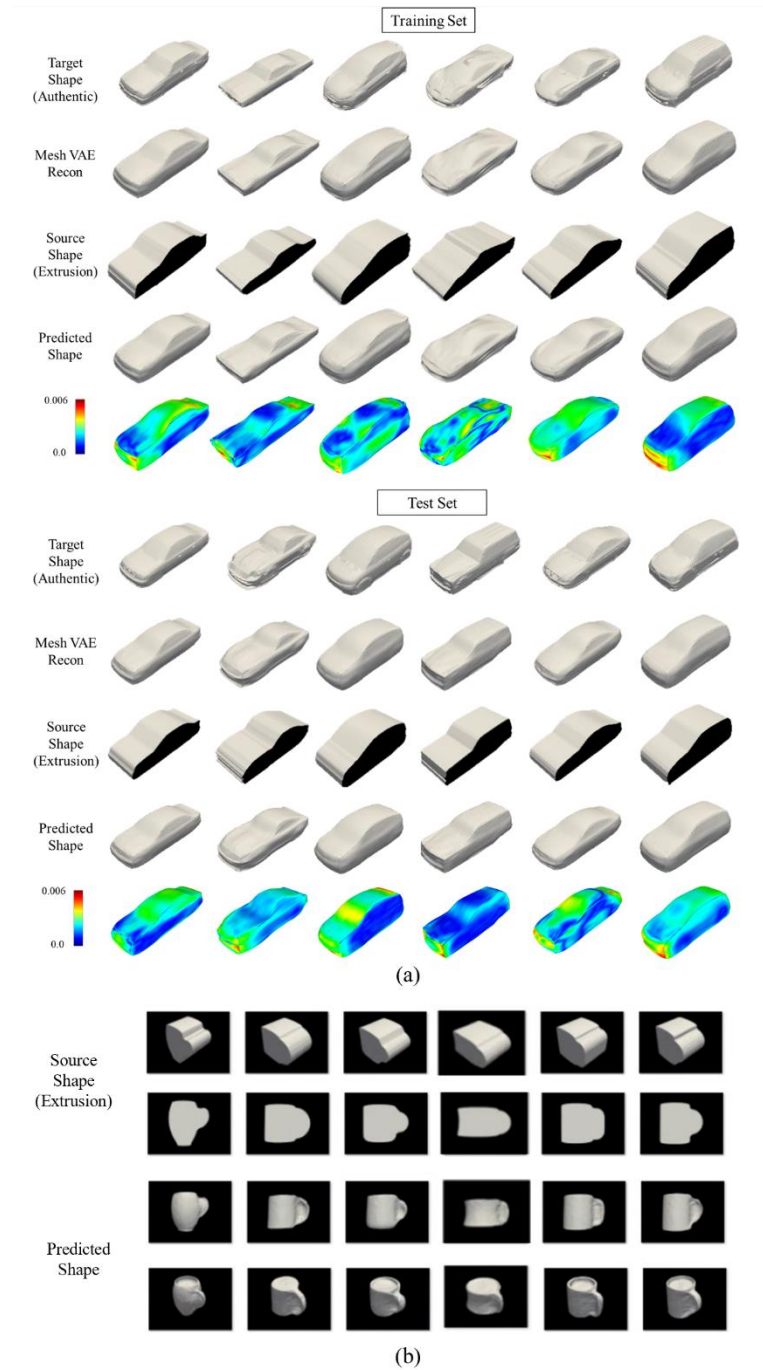 Training Set
Target
Shape
(Authentic)
Mesh VAE
Recon
Source
Shape
(Extrusion)
Predicted
Shape
0.006
0.0
Test Set
Target
Shape
(Authentic)
Mesh VAE
Recon
Source
Shape
(Extrusion)
Predicted
Shape
0.006
0.0
(a)
Source
Shape
(Extrusion)
Predicted
Shape
(b)